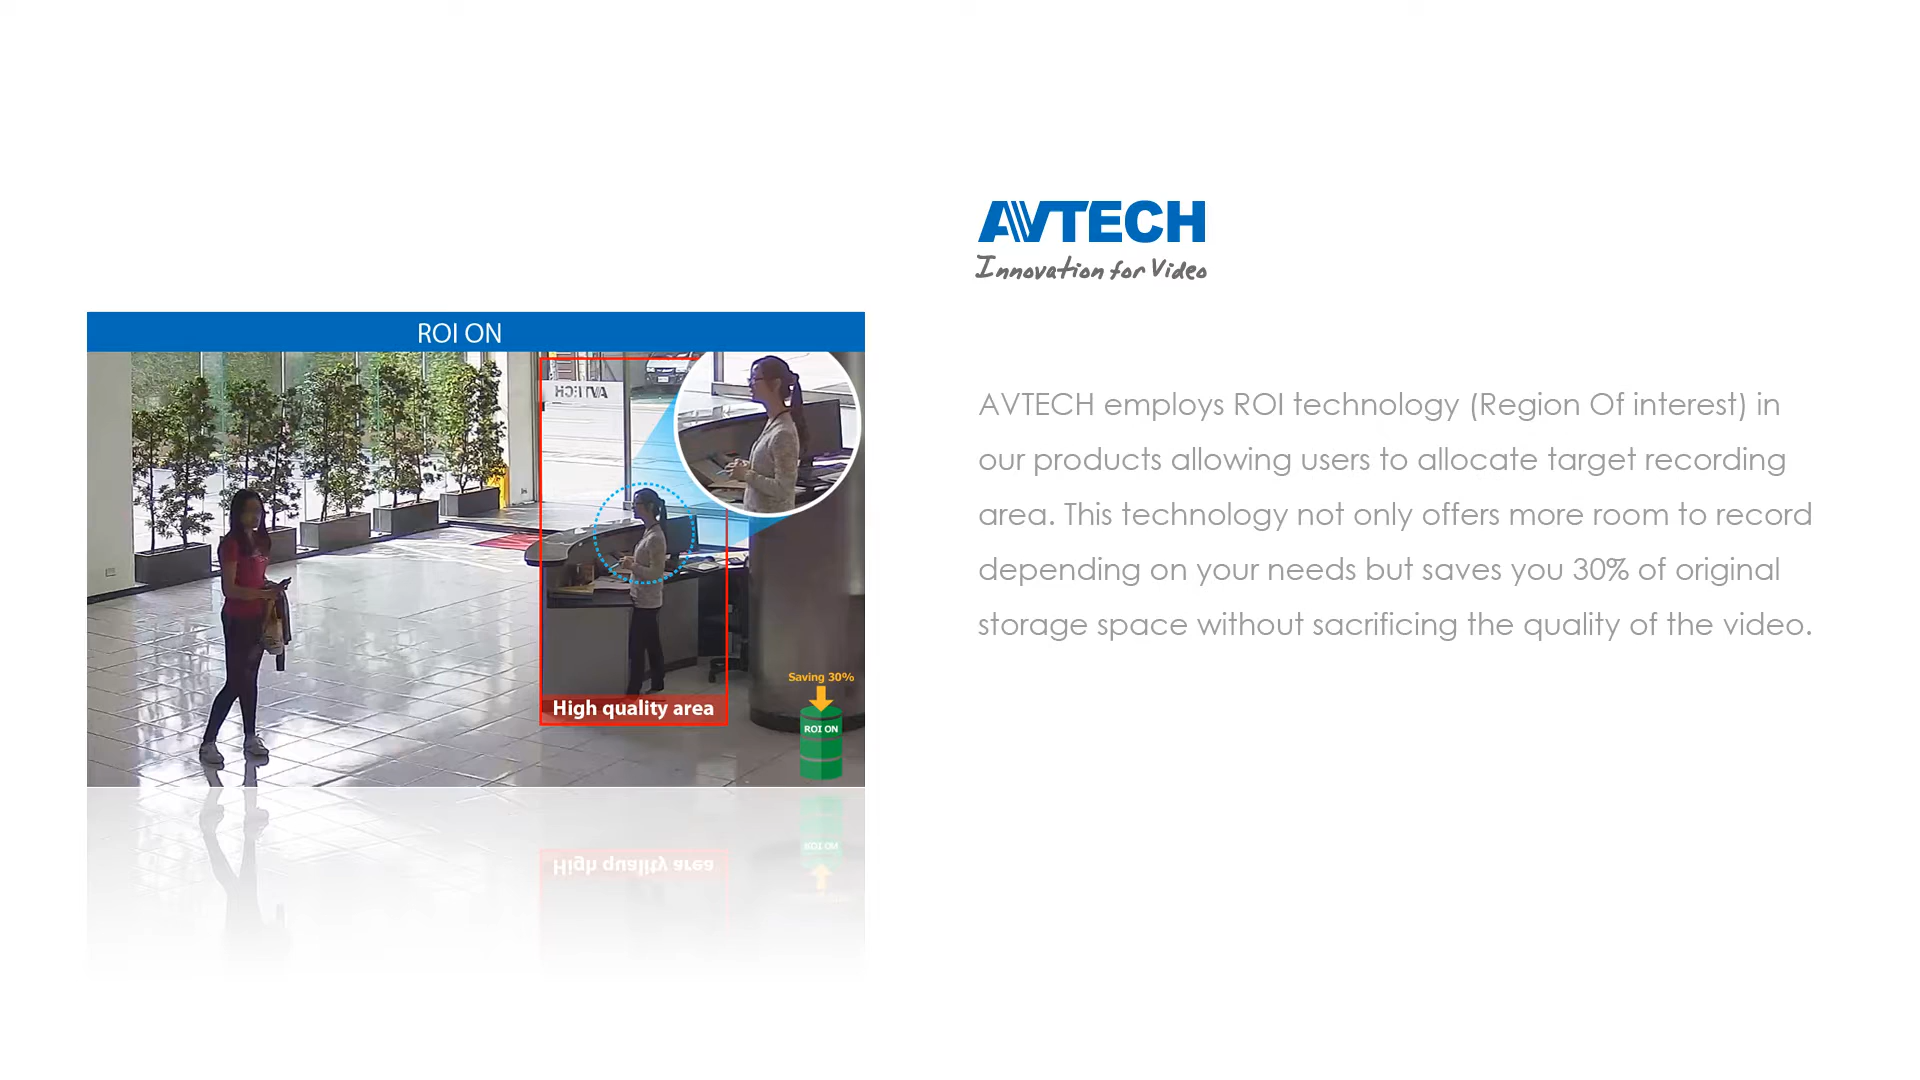 AVTECH
Innovation for Video
ROI ON
AVTECH
High quality area
Saving 30%
ROI ON
AVTECH employs ROI technology (Region Of interest) in
our products allowing users to allocate target recording
area. This technology not only offers more room to record
depending on your needs but saves you 30% of original
storage space without sacrificing the quality of the video.